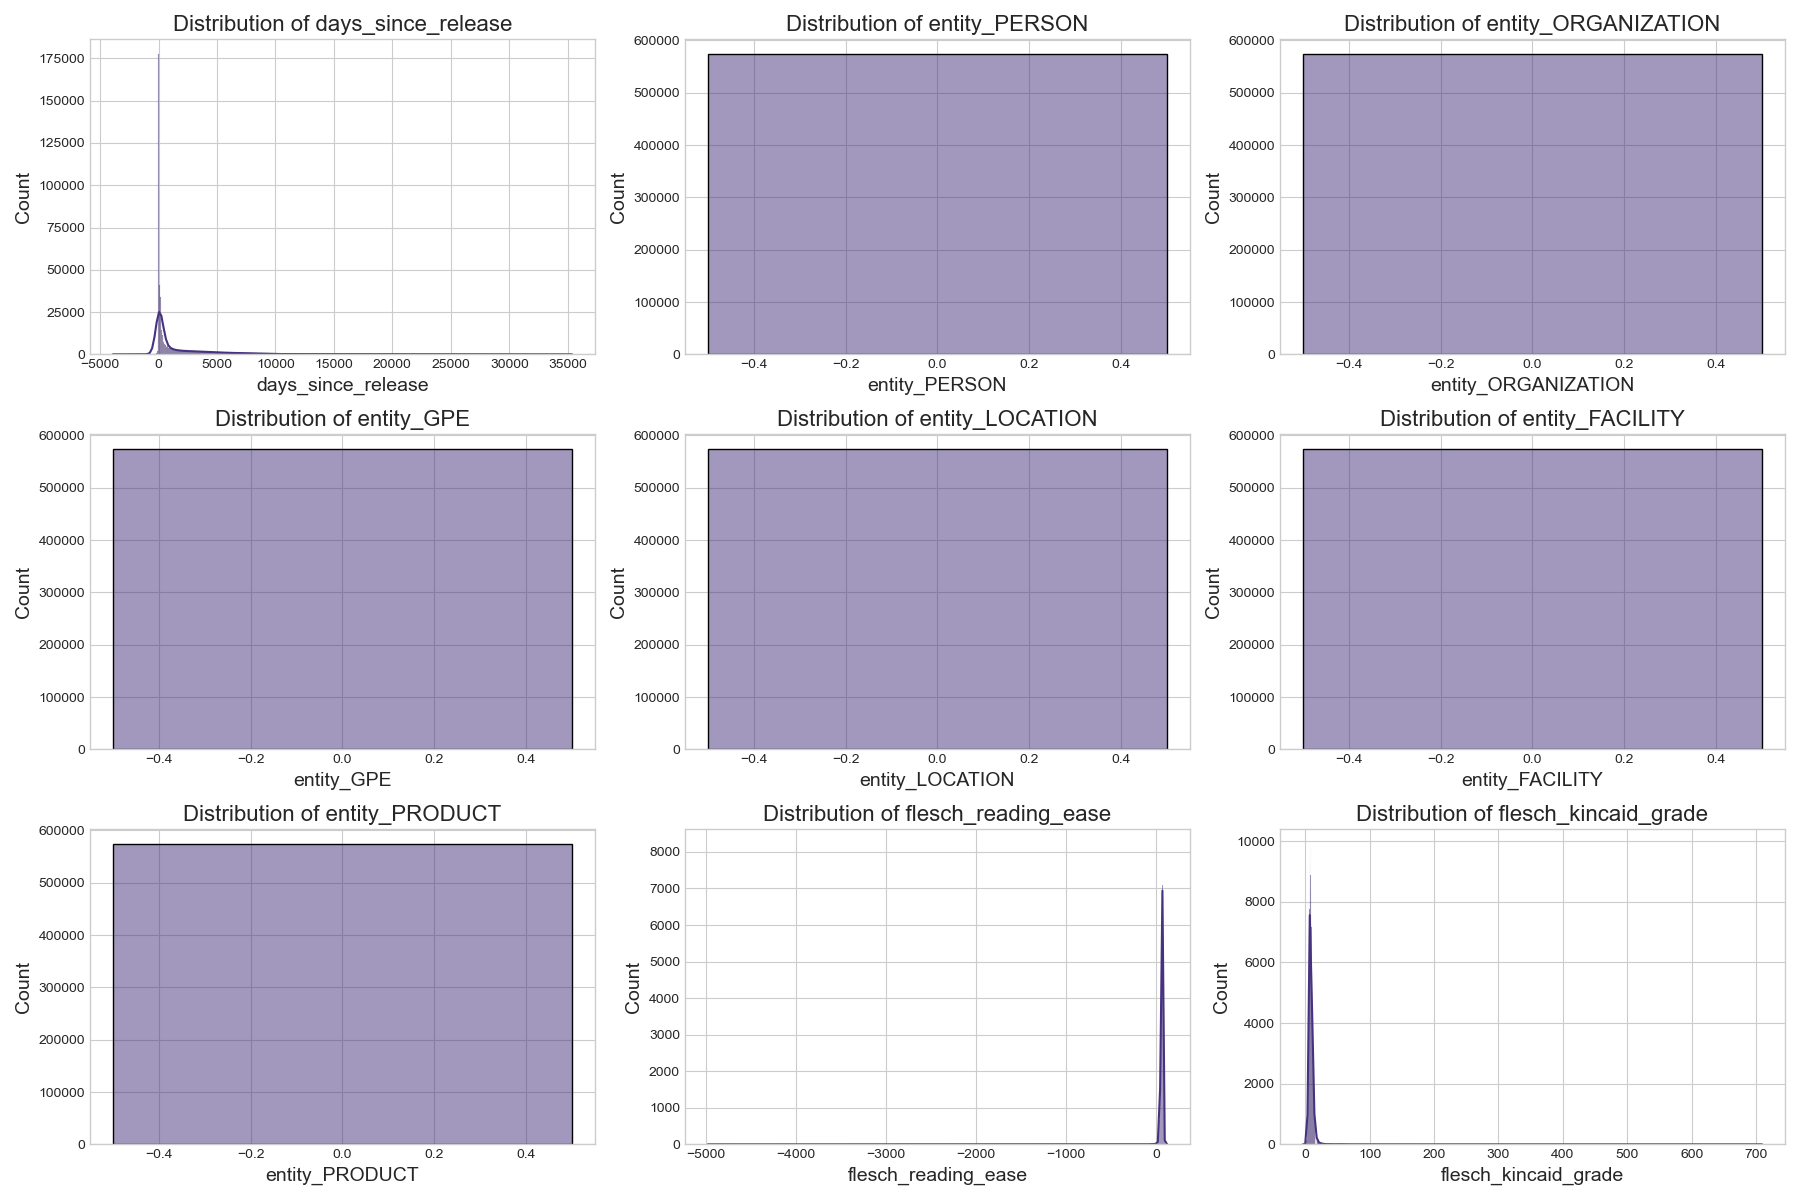 Distribution of days_since_release
175000
150000
125000
100000
75000
50000
25000
0
Count
−5000 0 5000 10000 15000 20000 25000 30000 35000
days_since_release
Distribution of entity_PERSON
600000
500000
400000
300000
200000
100000
0
Count
−0.4 −0.2 0.0 0.2 0.4
entity_PERSON
Distribution of entity_ORGANIZATION
600000
500000
400000
300000
200000
100000
0
Count
−0.4 −0.2 0.0 0.2 0.4
entity_ORGANIZATION
Distribution of entity_GPE
600000
500000
400000
300000
200000
100000
0
Count
−0.4 −0.2 0.0 0.2 0.4
entity_GPE
Distribution of entity_LOCATION
600000
500000
400000
300000
200000
100000
0
Count
−0.4 −0.2 0.0 0.2 0.4
entity_LOCATION
Distribution of entity_FACILITY
600000
500000
400000
300000
200000
100000
0
Count
−0.4 −0.2 0.0 0.2 0.4
entity_FACILITY
Distribution of entity_PRODUCT
600000
500000
400000
300000
200000
100000
0
Count
−0.4 −0.2 0.0 0.2 0.4
entity_PRODUCT
Distribution of flesch_reading_ease
8000
7000
6000
5000
4000
3000
2000
1000
0
Count
−5000 −4000 −3000 −2000 −1000 0
flesch_reading_ease
Distribution of flesch_kincaid_grade
10000
8000
6000
4000
2000
0
Count
0 100 200 300 400 500 600 700
flesch_kincaid_grade